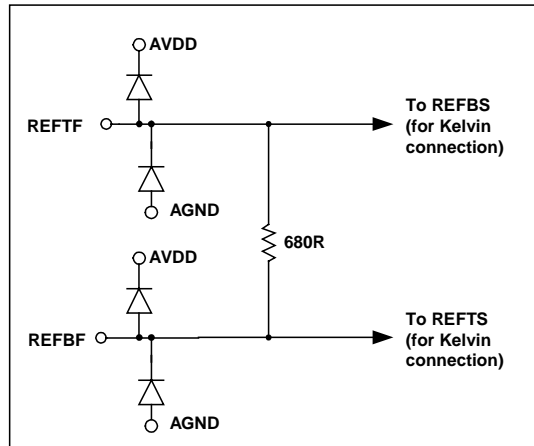 AVDD
REFTF
To REFBS
(for Kelvin
connection)
AGND
680R
AVDD
REFBF
To REFTS
(for Kelvin
connection)
AGND